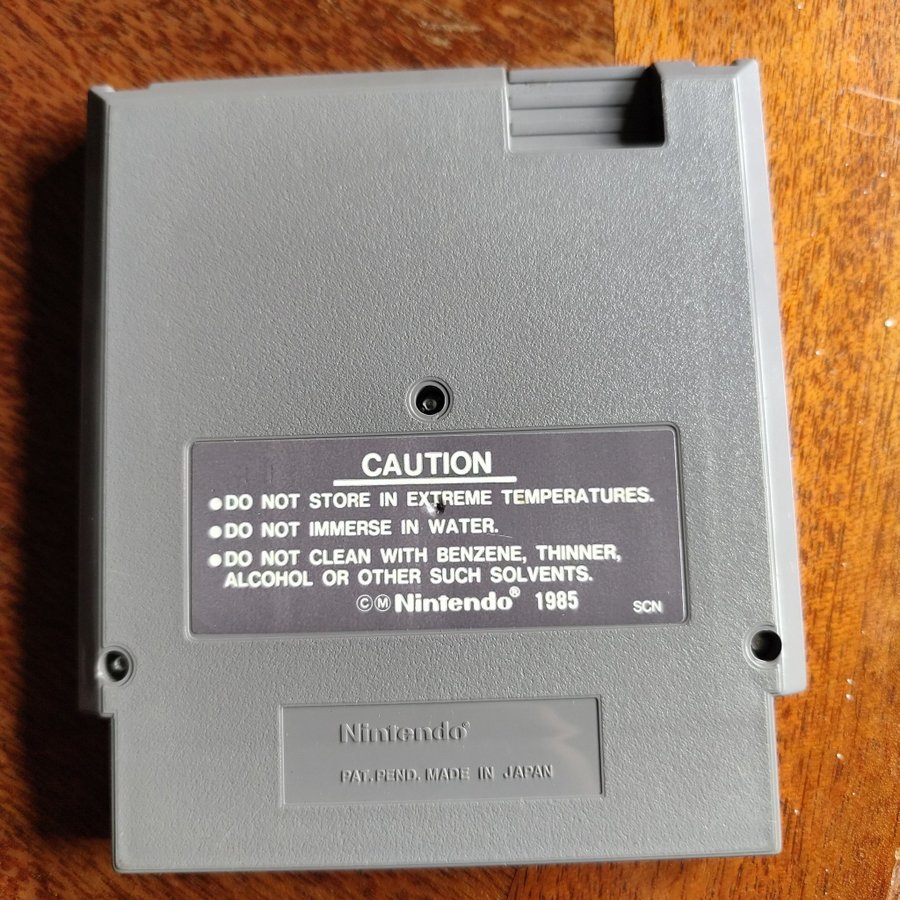 CAUTION
●DO NOT STORE IN EXTREME TEMPERATURES.
●DO NOT IMMERSE IN WATER.
●DO NOT CLEAN WITH BENZENE, THINNER,
ALCOHOL OR OTHER SUCH SOLVENTS.
©Ⓜ Nintendo® 1985 SCN
Nintendo®
PAT. PEND. MADE IN JAPAN